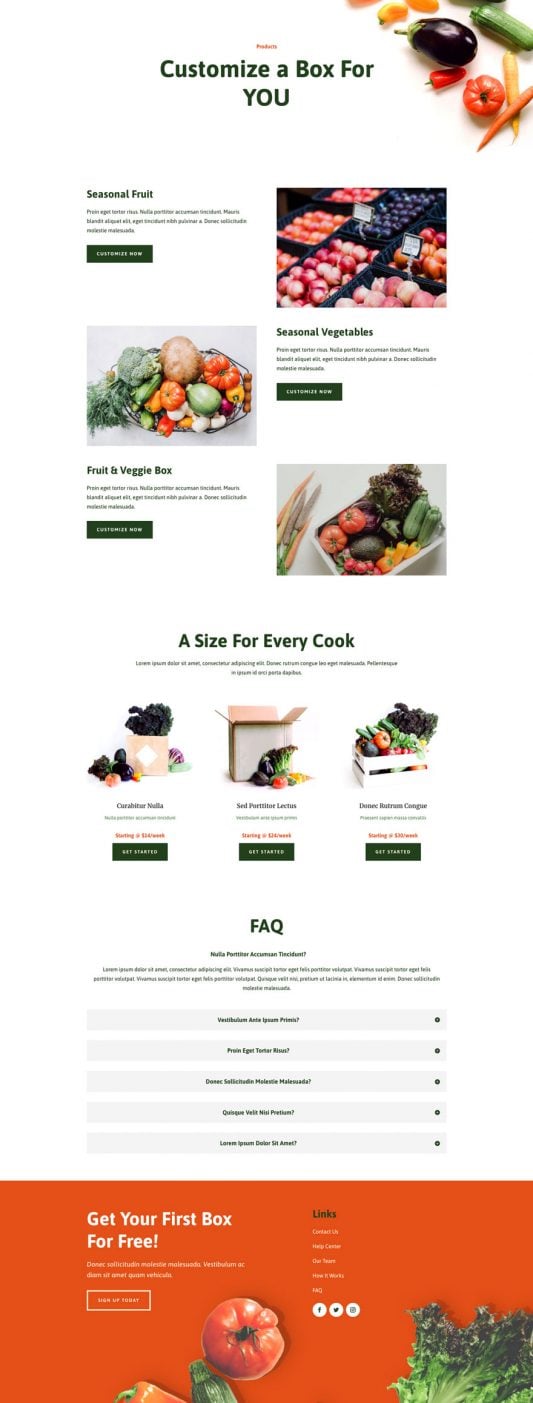 Products
Customize a Box For
YOU
Seasonal Fruit
Proin eget tortor risus. Nulla porttitor accumsan tincidunt. Mauris
blandit aliquet elit, eget tincidunt nibh pulvinar a. Donec sollicitudin
molestie malesuada.
CUSTOMIZE NOW
Seasonal Vegetables
Proin eget tortor risus. Nulla porttitor accumsan tincidunt. Mauris
blandit aliquet elit, eget tincidunt nibh pulvinar a. Donec sollicitudin
molestie malesuada.
CUSTOMIZE NOW
Fruit & Veggie Box
Proin eget tortor risus. Nulla porttitor accumsan tincidunt. Mauris
blandit aliquet elit, eget tincidunt nibh pulvinar a. Donec sollicitudin
molestie malesuada.
CUSTOMIZE NOW
A Size For Every Cook
Lorem ipsum dolor sit amet, consectetur adipiscing elit. Donec rutrum congue leo eget malesuada. Pellentesque
in ipsum id orci porta dapibus.
Curabitur Nulla
Nulla porttitor accumsan tincidunt
Starting @ $14/week
GET STARTED
Sed Porttitor Lectus
Vestibulum ante ipsum primis
Starting @ $24/week
GET STARTED
Donec Rutrum Congue
Praesent sapien massa convallis
Starting @ $30/week
GET STARTED
FAQ
Nulla Porttitor Accumsan Tincidunt?
Lorem ipsum dolor sit amet, consectetur adipiscing elit. Vivamus suscipit tortor eget felis porttitor volutpat. Vivamus suscipit tortor eget felis
porttitor volutpat. Vivamus suscipit tortor eget felis porttitor volutpat. Quisque velit nisi, pretium ut lacinia in, elementum id enim. Donec sollicitudin
molestie malesuada.
Vestibulum Ante Ipsum Primis?
Proin Eget Tortor Risus?
Donec Sollicitudin Molestie Malesuada?
Quisque Velit Nisi Pretium?
Lorem Ipsum Dolor Sit Amet?
Get Your First Box
For Free!
Donec sollicitudin molestie malesuada. Vestibulum ac
diam sit amet quam vehicula.
SIGN UP TODAY
Links
Contact Us
Help Center
Our Team
How It Works
FAQ